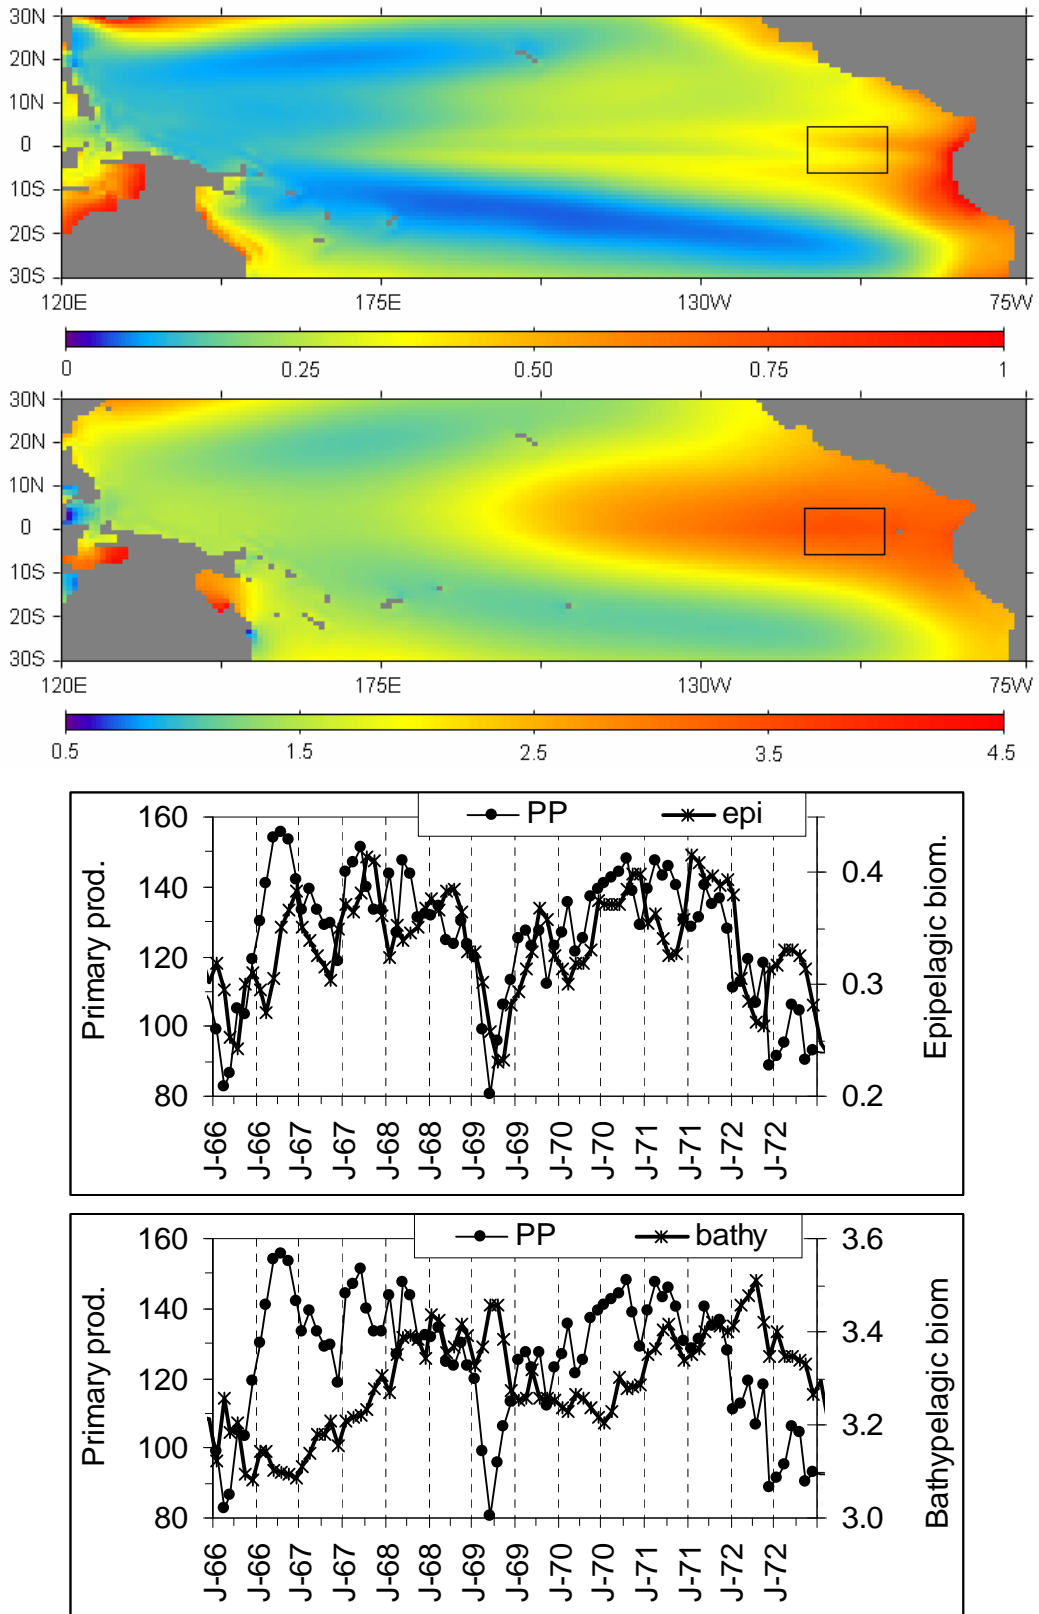 30N
20N
10N
0
10S
20S
30S
120E 175E 130W 75W
0 0.25 0.50 0.75 1
30N
20N
10N
0
10S
20S
30S
120E 175E 130W 75W
0.5 1.5 2.5 3.5 4.5
PP epi
Primary prod.
160
140
120
100
80
0.4
0.3
0.2
Epipelagic biom.
J-66 J-66 J-67 J-67 J-68 J-68 J-69 J-69 J-70 J-70 J-71 J-71 J-72 J-72
PP bathy
Primary prod.
160
140
120
100
80
3.6
3.4
3.2
3.0
Bathypelagic biom
J-66 J-66 J-67 J-67 J-68 J-68 J-69 J-69 J-70 J-70 J-71 J-71 J-72 J-72